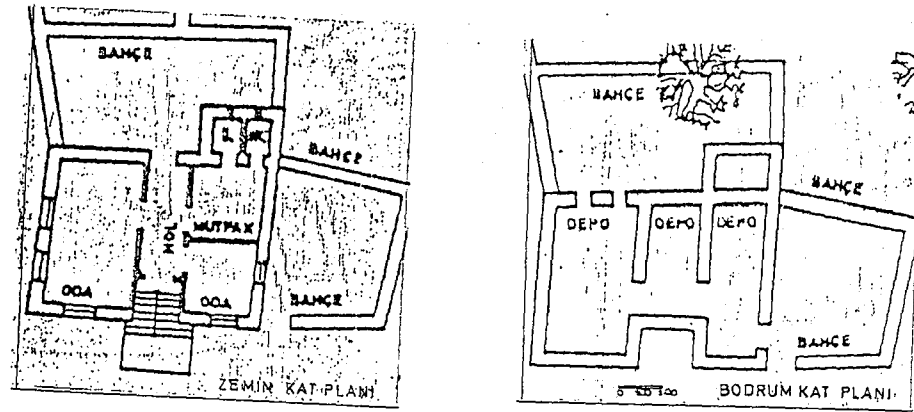 BAHÇE
BAHÇE
HOL
MUTFAK
ODA
ODA
BAHÇE
ZEMİN KAT PLANI
BAHÇE
BAHÇE
DEPO
DEPO
DEPO
BAHÇE
BODRUM KAT PLANI